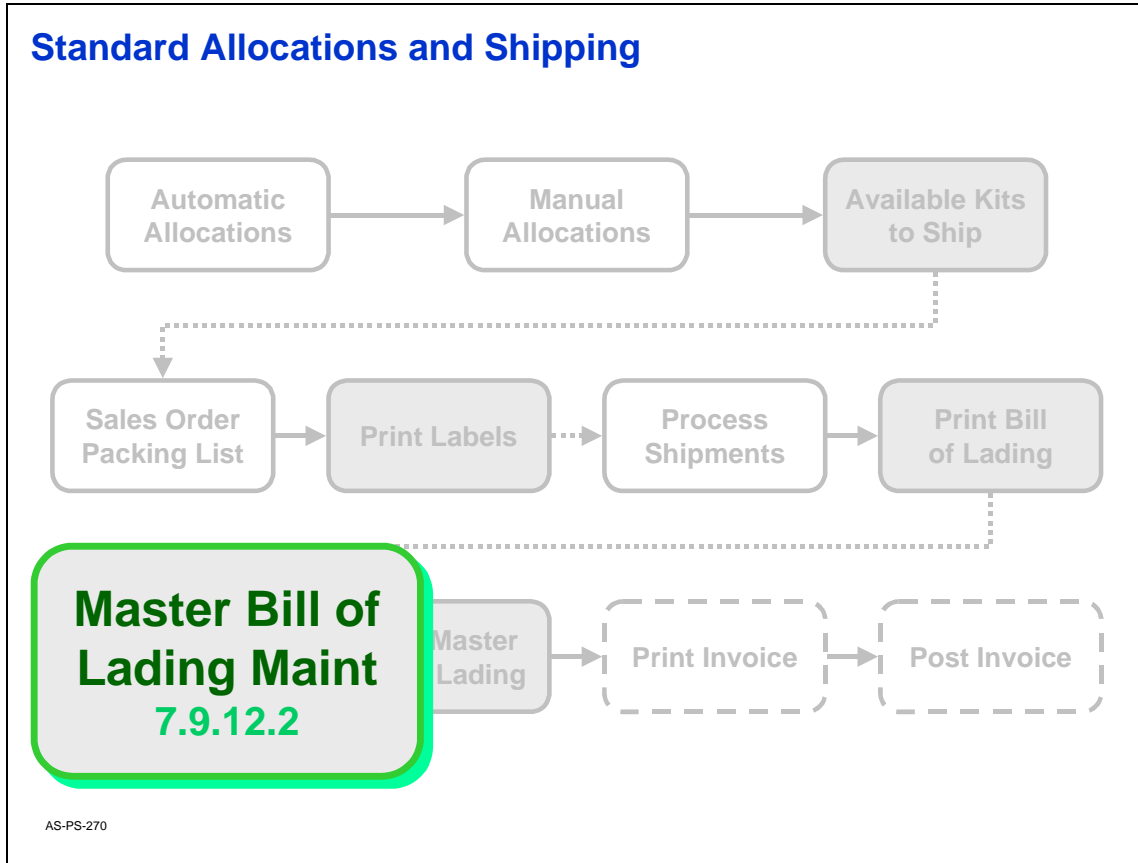 Standard Allocations and Shipping
Automatic
Allocations
Manual
Allocations
Available Kits
to Ship
Sales Order
Packing List
Print Labels
Process
Shipments
Print Bill
of Lading
Master Bill of
Lading Maint
7.9.12.2
Master
Lading
Print Invoice
Post Invoice
AS-PS-270